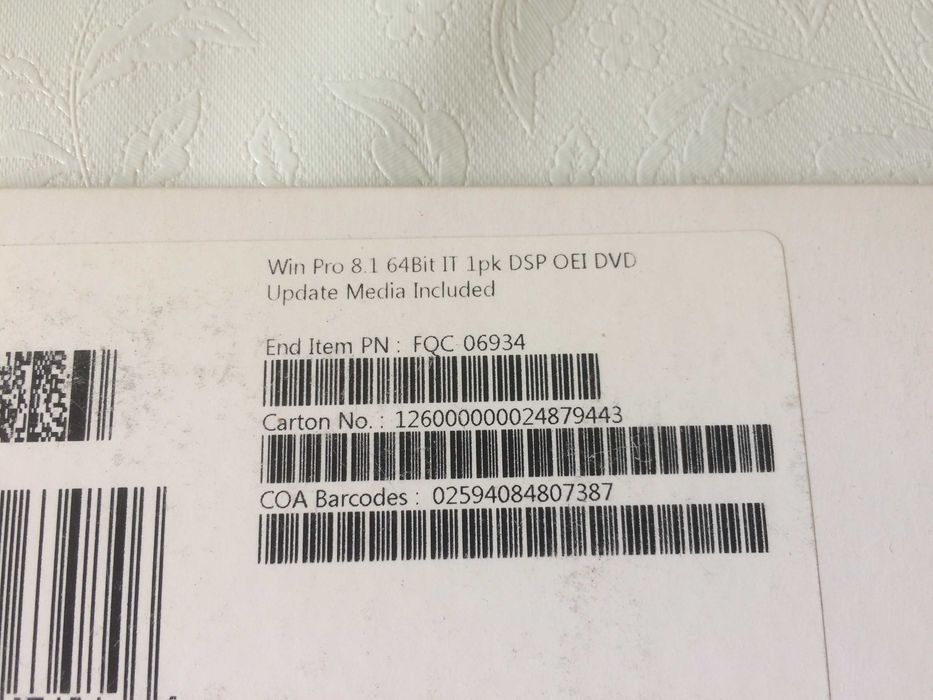 Win Pro 8.1 64Bit IT 1pk DSP OEI DVD
Update Media Included
End Item PN : FQC 06934
Carton No. : 126000000024879443
COA Barcodes : 02594084807387